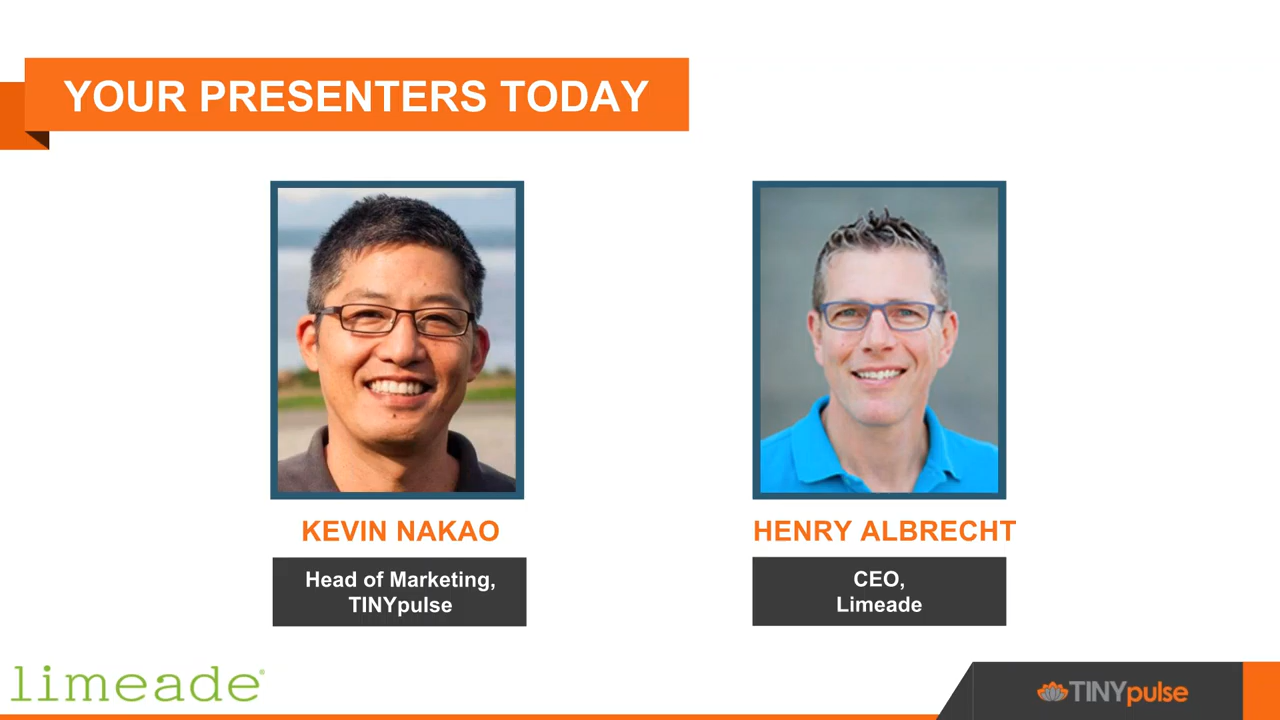 YOUR PRESENTERS TODAY
KEVIN NAKAO
Head of Marketing,
TINYpulse
HENRY ALBRECHT
CEO,
Limeade
limeade®
TINYpulse